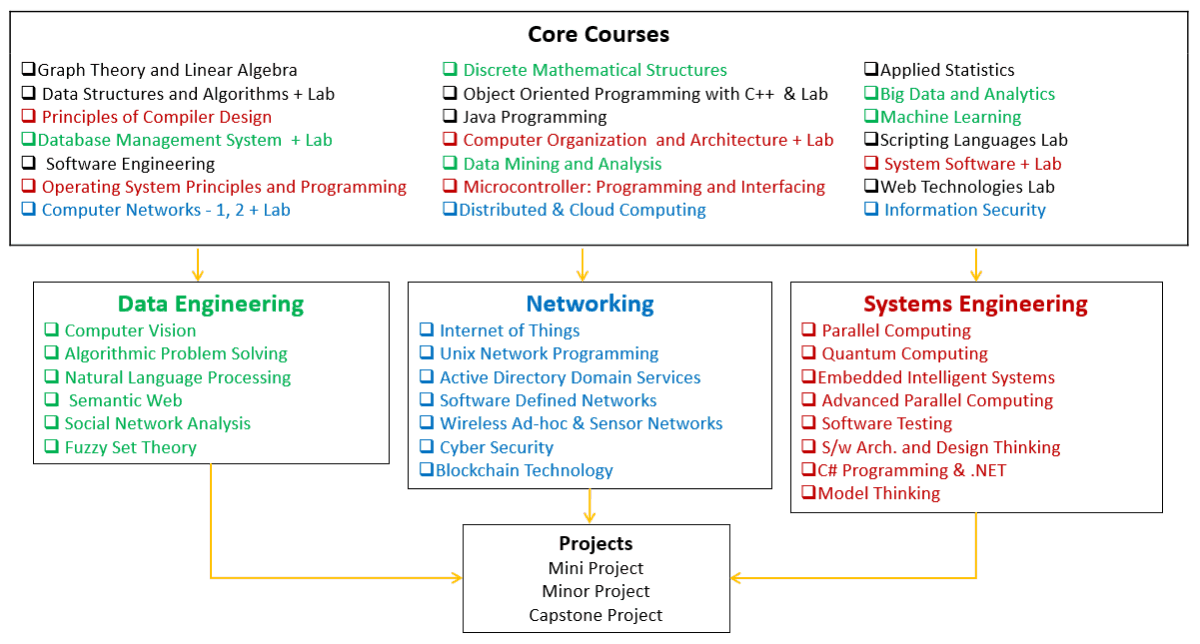 Core Courses
Graph Theory and Linear Algebra
Data Structures and Algorithms + Lab
Principles of Compiler Design
Database Management System + Lab
Software Engineering
Operating System Principles and Programming
Computer Networks - 1, 2 + Lab
Discrete Mathematical Structures
Object Oriented Programming with C++ & Lab
Java Programming
Computer Organization and Architecture + Lab
Data Mining and Analysis
Microcontroller: Programming and Interfacing
Distributed & Cloud Computing
Applied Statistics
Big Data and Analytics
Machine Learning
Scripting Languages Lab
System Software + Lab
Web Technologies Lab
Information Security
Data Engineering
Computer Vision
Algorithmic Problem Solving
Natural Language Processing
Semantic Web
Social Network Analysis
Fuzzy Set Theory
Networking
Internet of Things
Unix Network Programming
Active Directory Domain Services
Software Defined Networks
Wireless Ad-hoc & Sensor Networks
Cyber Security
Blockchain Technology
Systems Engineering
Parallel Computing
Quantum Computing
Embedded Intelligent Systems
Advanced Parallel Computing
Software Testing
S/w Arch. and Design Thinking
C# Programming & .NET
Model Thinking
Projects
Mini Project
Minor Project
Capstone Project